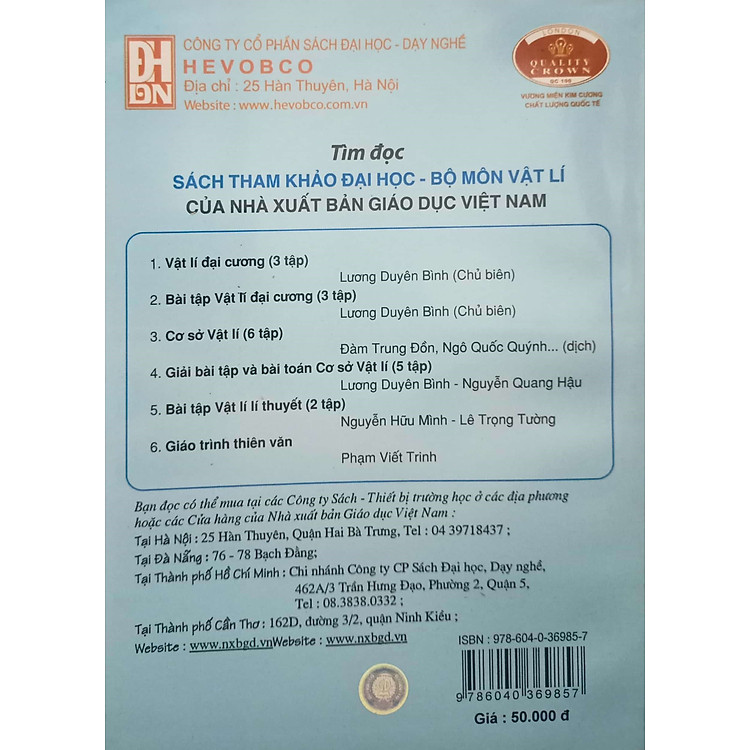 ĐH
DN
CÔNG TY CỔ PHẦN SÁCH ĐẠI HỌC - DẠY NGHỀ
HEVOBCO
Địa chỉ : 25 Hàn Thuyên, Hà Nội
Website : www.hevobco.com.vn
LONDON
QUALITY
CROWN
QC 100
VƯƠNG MIỆN KIM CƯƠNG
CHẤT LƯỢNG QUỐC TẾ
Tìm đọc
SÁCH THAM KHẢO ĐẠI HỌC - BỘ MÔN VẬT LÍ
CỦA NHÀ XUẤT BẢN GIÁO DỤC VIỆT NAM
1. Vật lí đại cương (3 tập)
Lương Duyên Bình (Chủ biên)
2. Bài tập Vật lí đại cương (3 tập)
Lương Duyên Bình (Chủ biên)
3. Cơ sở Vật lí (6 tập)
Đàm Trung Đồn, Ngô Quốc Quýnh... (dịch)
4. Giải bài tập và bài toán Cơ sở Vật lí (5 tập)
Lương Duyên Bình - Nguyễn Quang Hậu
5. Bài tập Vật lí lí thuyết (2 tập)
Nguyễn Hữu Mình - Lê Trọng Tường
6. Giáo trình thiên văn
Phạm Viết Trinh
Bạn đọc có thể mua tại các Công ty Sách - Thiết bị trường học ở các địa phương
hoặc các Cửa hàng của Nhà xuất bản Giáo dục Việt Nam :
Tại Hà Nội : 25 Hàn Thuyên, Quận Hai Bà Trưng, Tel : 04 39718437 ;
Tại Đà Nẵng : 76 - 78 Bạch Đằng;
Tại Thành phố Hồ Chí Minh : Chi nhánh Công ty CP Sách Đại học, Dạy nghề,
462A/3 Trần Hưng Đạo, Phường 2, Quận 5,
Tel : 08.3838.0332 ;
Tại Thành phố Cần Thơ : 162D, đường 3/2, quận Ninh Kiều ;
Website : www.nxbgd.vnWebsite : www.nxbgd.vn
ISBN : 978-604-0-36985-7
9 786040 369857
Giá : 50.000 đ